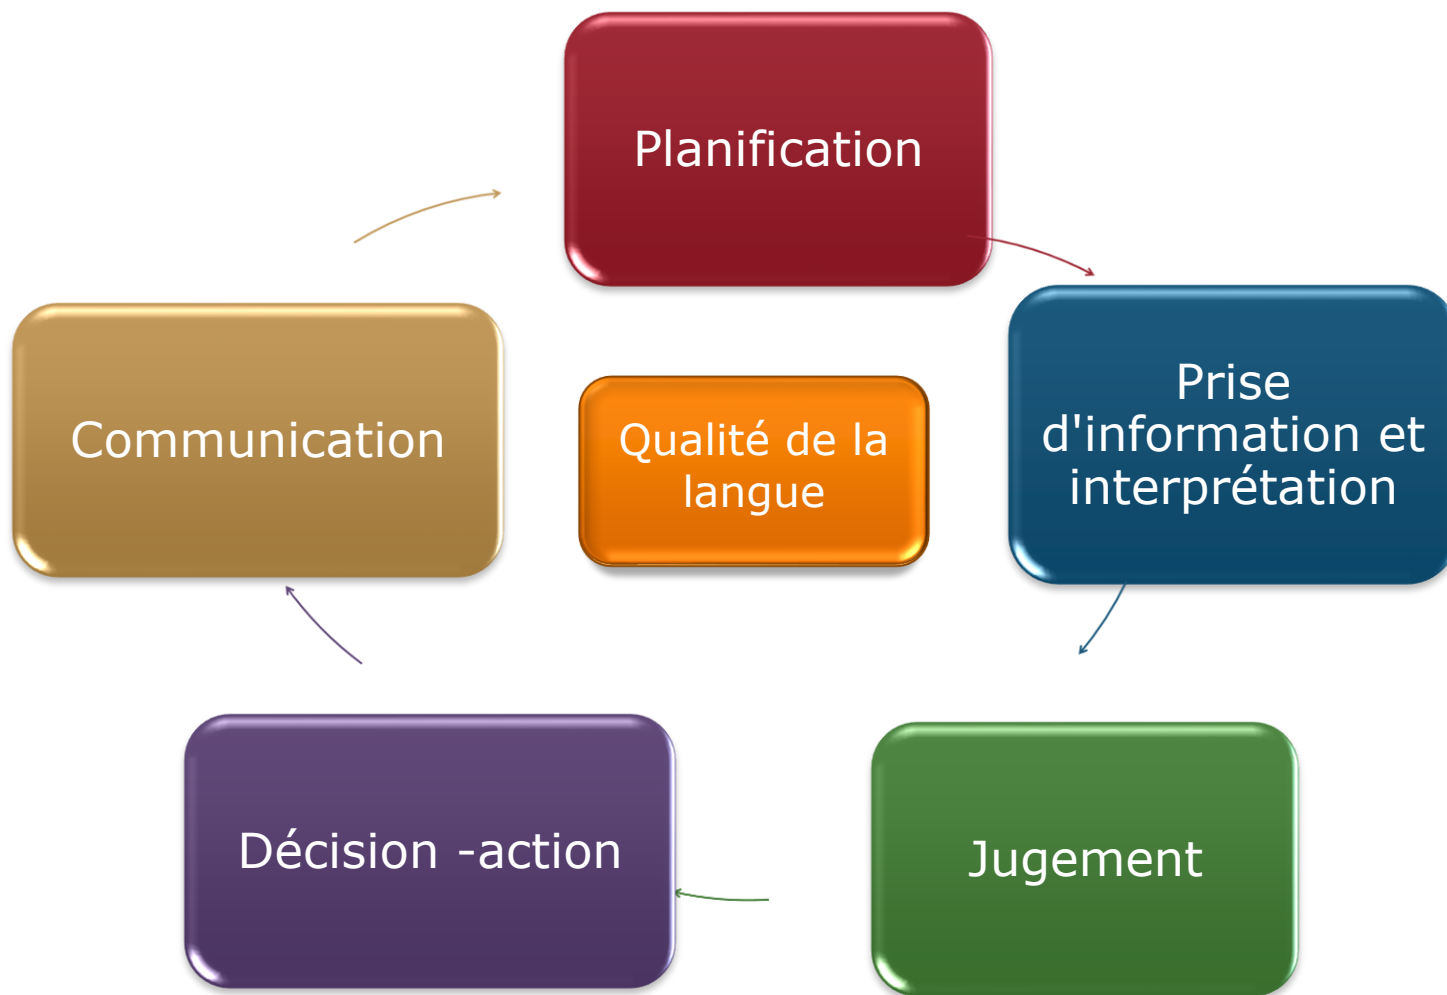 Planification
Prise
d'information et
interprétation
Communication
Qualité de la
langue
Décision -action
Jugement